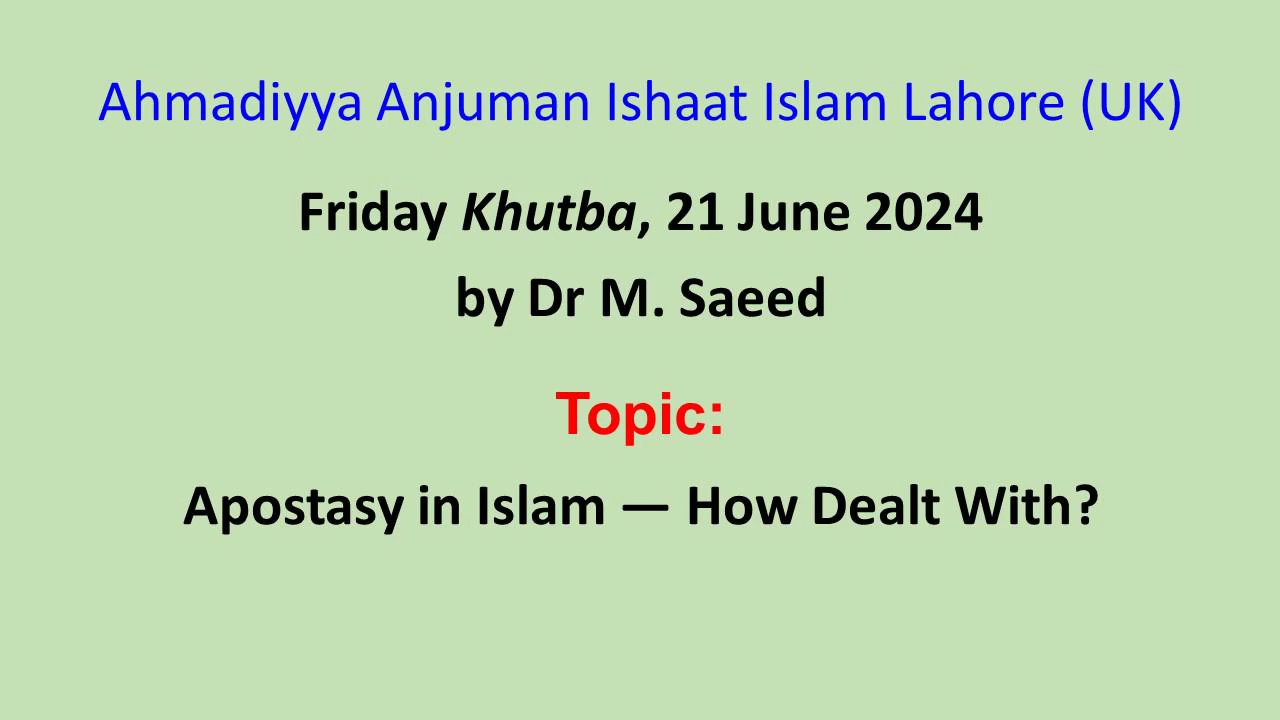 Ahmadiyya Anjuman Ishaat Islam Lahore (UK)
Friday Khutba, 21 June 2024
by Dr M. Saeed
Topic:
Apostasy in Islam — How Dealt With?